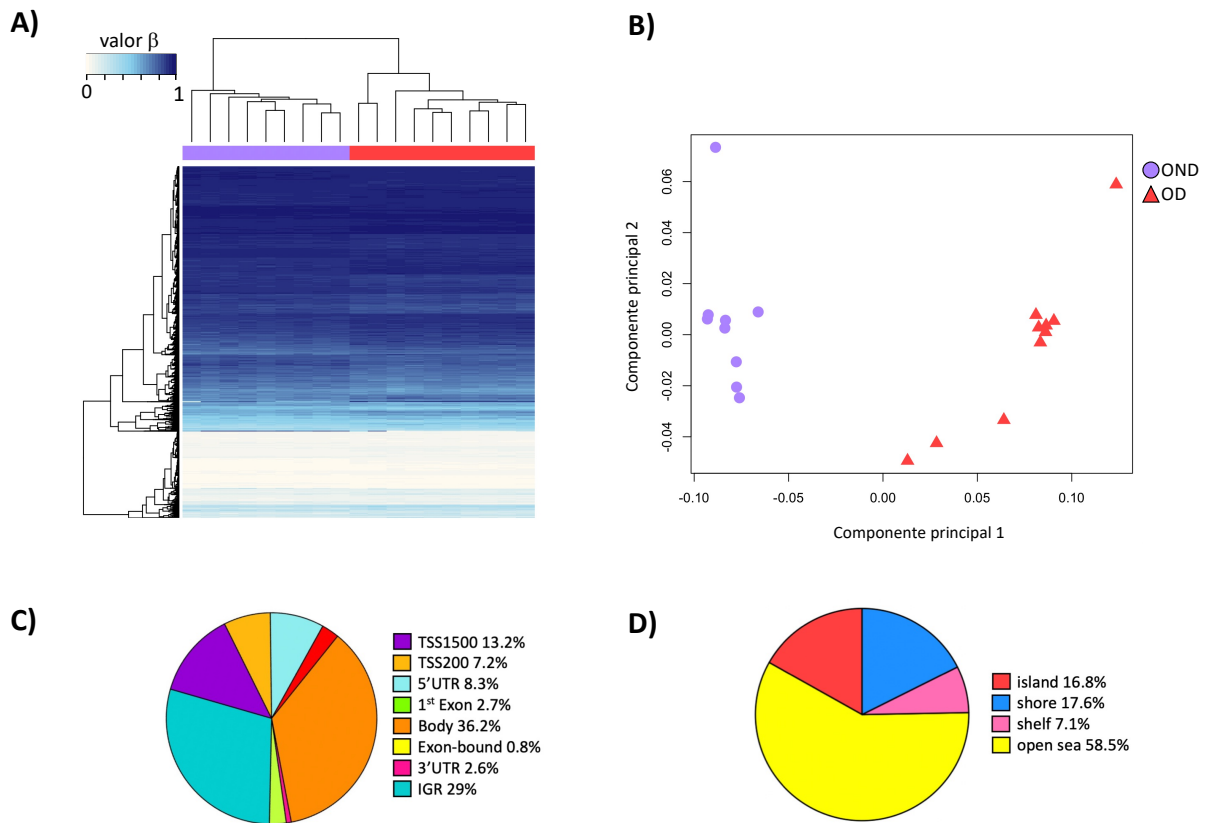 A)
valor β
0 1
B)
OND
OD
Componente principal 2
0.06
0.04
0.02
0.00
-0.02
-0.04
-0.10 -0.05 0.00 0.05 0.10
Componente principal 1
C)
TSS1500 13.2%
TSS200 7.2%
5'UTR 8.3%
1st Exon 2.7%
Body 36.2%
Exon-bound 0.8%
3'UTR 2.6%
IGR 29%
D)
island 16.8%
shore 17.6%
shelf 7.1%
open sea 58.5%